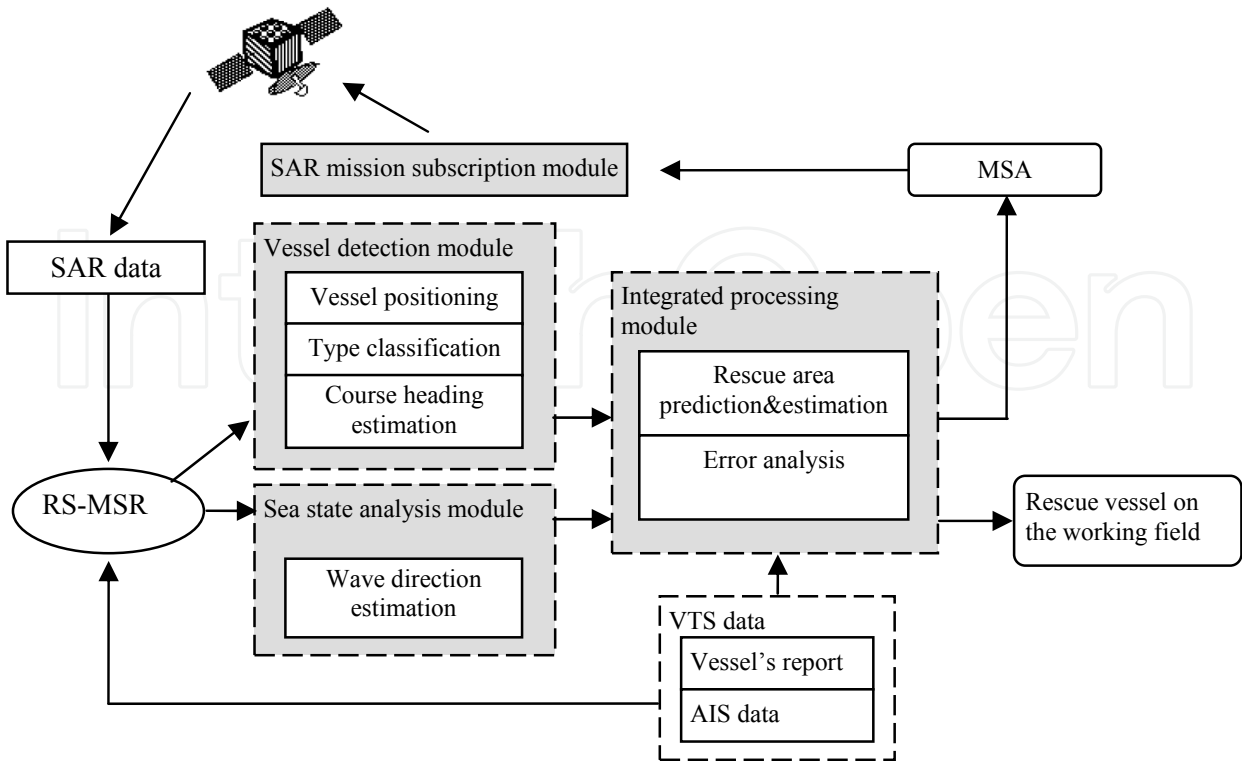 SAR mission subscription module
MSA
SAR data
Vessel detection module
Vessel positioning
Type classification
Course heading
estimation
Integrated processing
module
Rescue area
prediction&estimation
Error analysis
RS-MSR
Sea state analysis module
Wave direction
estimation
Rescue vessel on
the working field
VTS data
Vessel's report
AIS data
IntechOpen